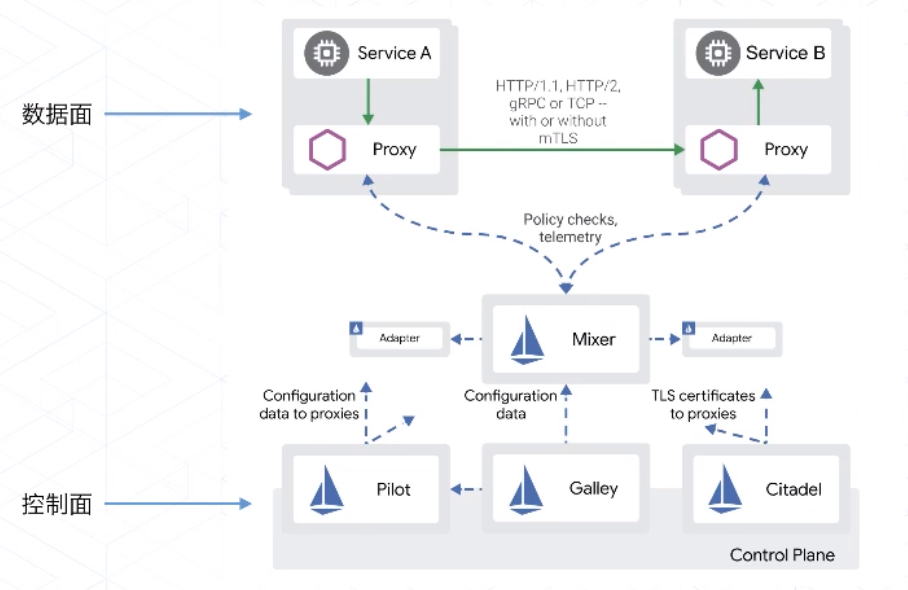 Service A
Service B
数据面
HTTP/1.1, HTTP/2,
gRPC or TCP --
with or without
mTLS
Proxy
Proxy
Policy checks,
telemetry
Mixer
Adapter
Adapter
Configuration
data to proxies
Configuration
data
TLS certificates
to proxies
控制面
Pilot
Galley
Citadel
Control Plane